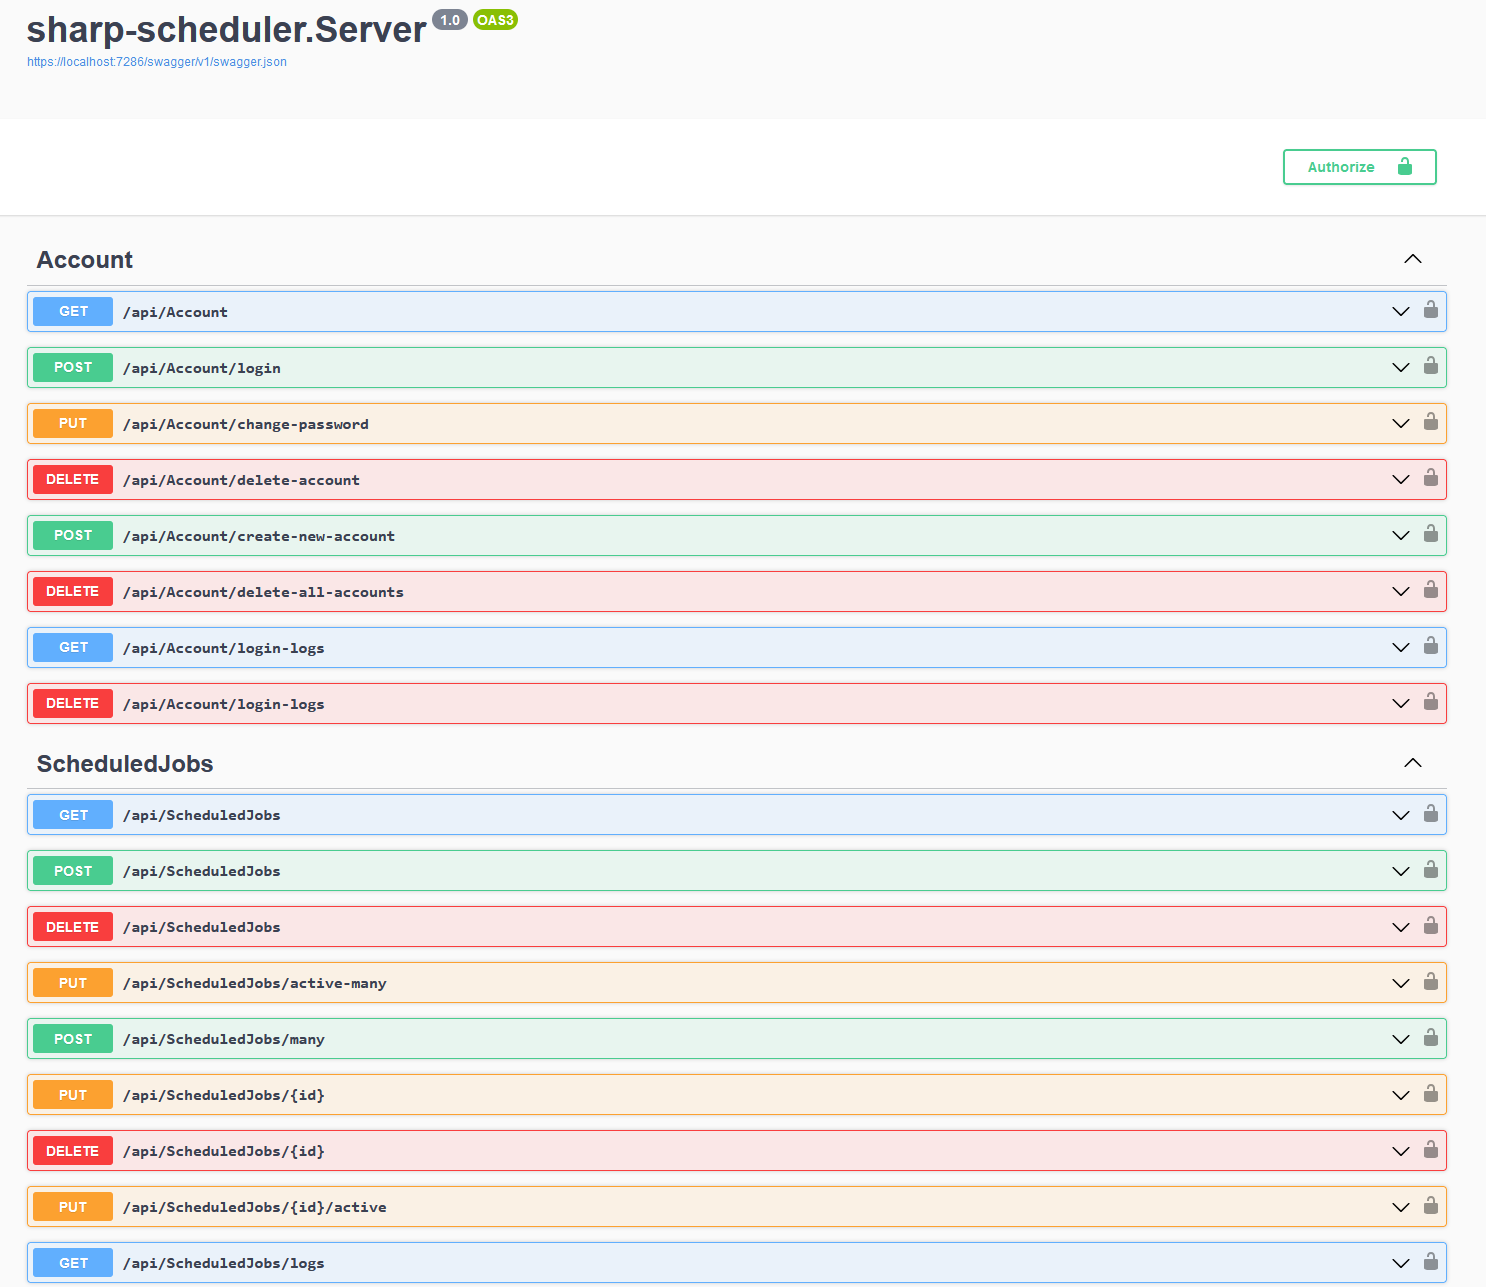 sharp-scheduler.Server 1.0 OAS3
https://localhost:7286/swagger/v1/swagger.json
Authorize
Account
GET /api/Account
POST /api/Account/login
PUT /api/Account/change-password
DELETE /api/Account/delete-account
POST /api/Account/create-new-account
DELETE /api/Account/delete-all-accounts
GET /api/Account/login-logs
DELETE /api/Account/login-logs
ScheduledJobs
GET /api/ScheduledJobs
POST /api/ScheduledJobs
DELETE /api/ScheduledJobs
PUT /api/ScheduledJobs/active-many
POST /api/ScheduledJobs/many
PUT /api/ScheduledJobs/{id}
DELETE /api/ScheduledJobs/{id}
PUT /api/ScheduledJobs/{id}/active
GET /api/ScheduledJobs/logs